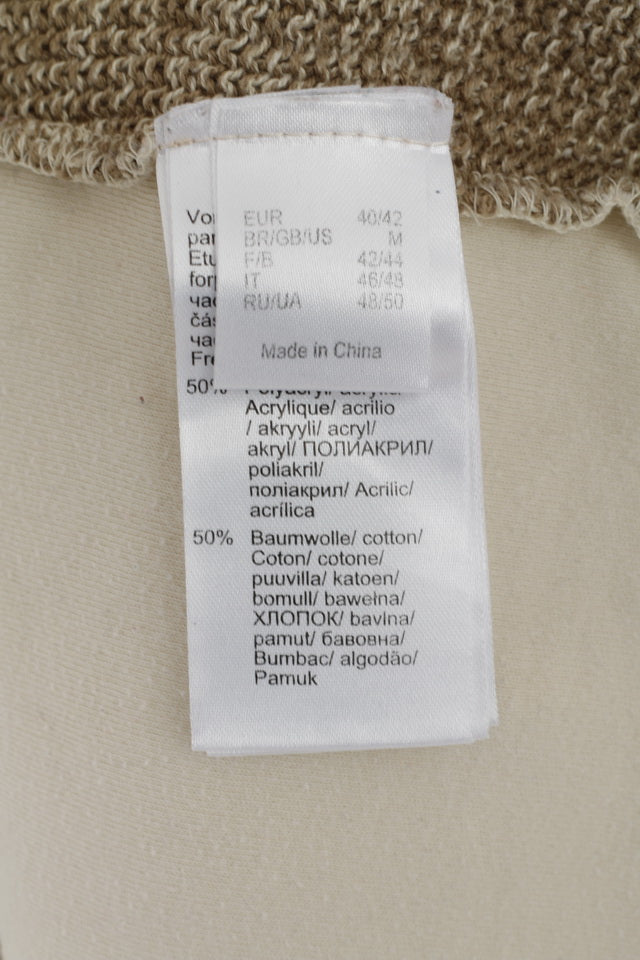 EUR 40/42
BR/GB/US M
F/B 42/44
IT 46/48
RU/UA 48/50
Made in China
50%
Acrylique/ acrilio
/ akryyli/ acryl/
akryl/ ПОЛИАКРИЛ/
poliakril/
поліакрил/ Acrilic/
acrílica
50% Baumwolle/ cotton/
Coton/ cotone/
puuvilla/ katoen/
bomull/ bawełna/
ХЛОПОК/ bavlna/
pamut/ бавовна/
Bumbac/ algodão/
Pamuk